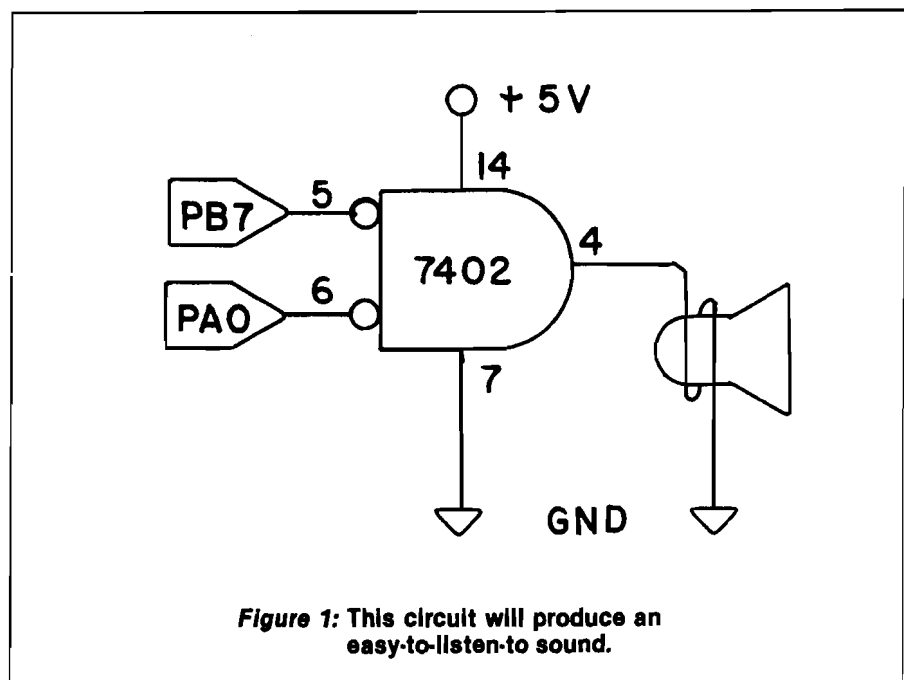 + 5V
14
PB7
5
7402
4
PA0
6
7
GND
Figure 1: This circuit will produce an
easy-to-listen-to sound.